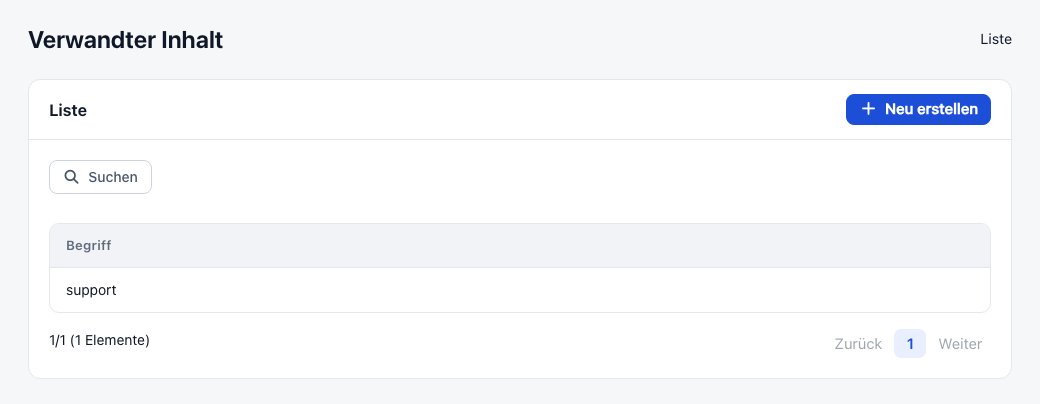 Verwandter Inhalt
Liste
Liste
Neu erstellen
Suchen
Begriff
support
1/1 (1 Elemente)
Zurück 1 Weiter